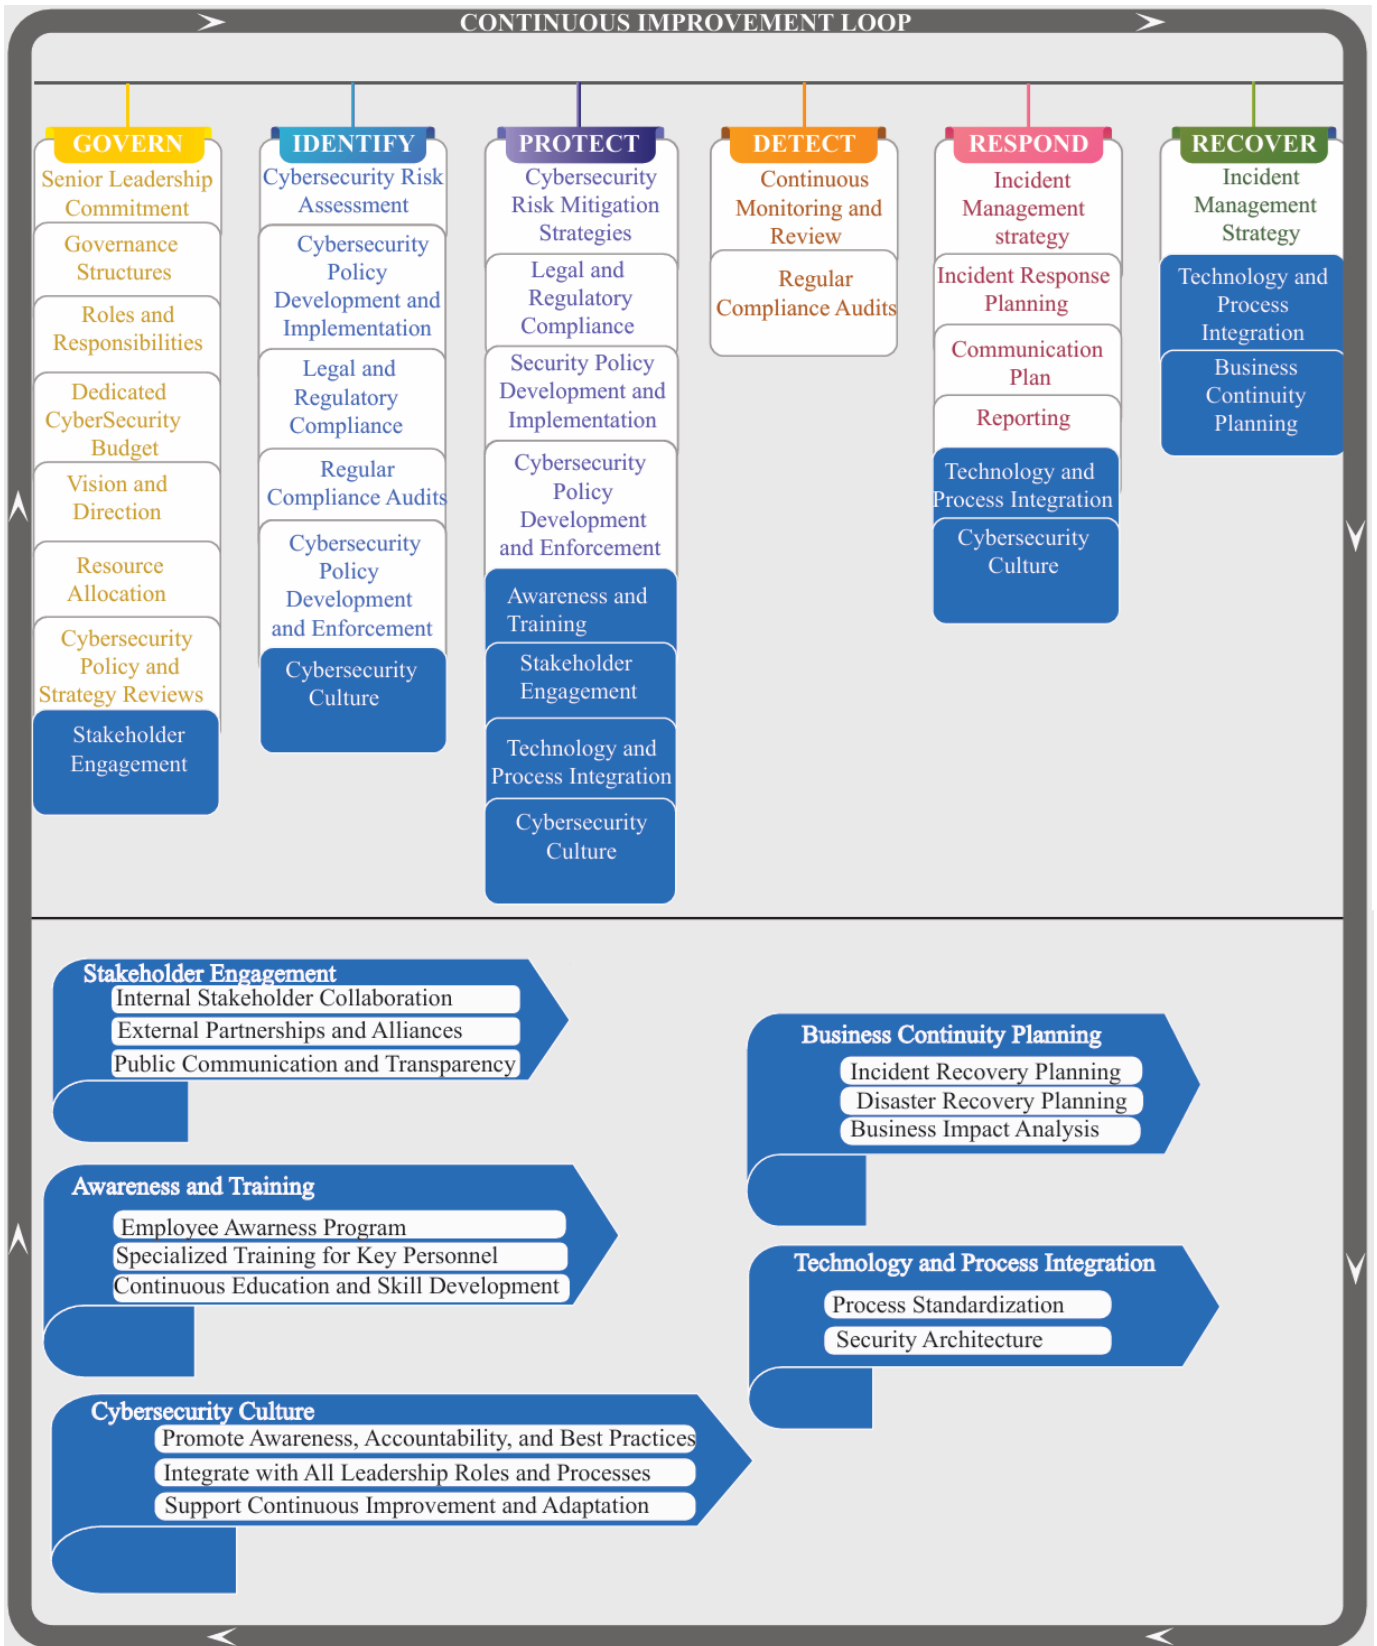 CONTINUOUS IMPROVEMENT LOOP
GOVERN
Senior Leadership
Commitment
Governance
Structures
Roles and
Responsibilities
Dedicated
CyberSecurity
Budget
Vision and
Direction
Resource
Allocation
Cybersecurity
Policy and
Strategy Reviews
Stakeholder
Engagement
IDENTIFY
Cybersecurity Risk
Assessment
Cybersecurity
Policy
Development and
Implementation
Legal and
Regulatory
Compliance
Regular
Compliance Audits
Cybersecurity
Policy
Development
and Enforcement
Cybersecurity
Culture
PROTECT
Cybersecurity
Risk Mitigation
Strategies
Legal and
Regulatory
Compliance
Security Policy
Development and
Implementation
Cybersecurity
Policy
Development
and Enforcement
Awareness and
Training
Stakeholder
Engagement
Technology and
Process Integration
Cybersecurity
Culture
DETECT
Continuous
Monitoring and
Review
Regular
Compliance Audits
RESPOND
Incident
Management
strategy
Incident Response
Planning
Communication
Plan
Reporting
Technology and
Process Integration
Cybersecurity
Culture
RECOVER
Incident
Management
Strategy
Technology and
Process
Integration
Business
Continuity
Planning
Stakeholder Engagement
Internal Stakeholder Collaboration
External Partnerships and Alliances
Public Communication and Transparency
Awareness and Training
Employee Awarness Program
Specialized Training for Key Personnel
Continuous Education and Skill Development
Cybersecurity Culture
Promote Awareness, Accountability, and Best Practices
Integrate with All Leadership Roles and Processes
Support Continuous Improvement and Adaptation
Business Continuity Planning
Incident Recovery Planning
Disaster Recovery Planning
Business Impact Analysis
Technology and Process Integration
Process Standardization
Security Architecture